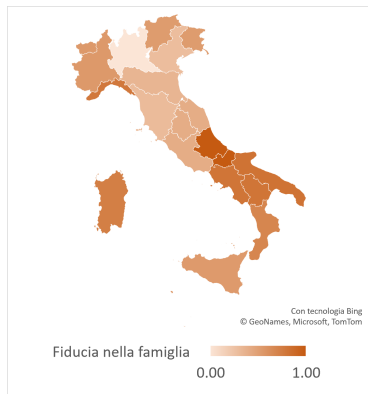 Con tecnologia Bing
© GeoNames, Microsoft, TomTom
Fiducia nella famiglia
0.00 1.00